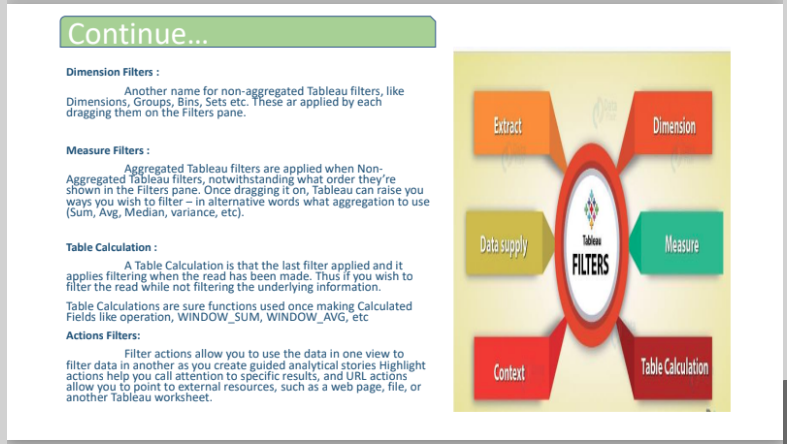 Continue...
Dimension Filters :
Another name for non-aggregated Tableau filters, like
Dimensions, Groups, Bins, Sets etc. These ar applied by each
dragging them on the Filters pane.
Measure Filters :
Aggregated Tableau filters are applied when Non-
Aggregated Tableau filters, notwithstanding what order they're
shown in the Filters pane. Once dragging it on, Tableau can raise you
ways you wish to filter – in alternative words what aggregation to use
(Sum, Avg, Median, variance, etc).
Table Calculation :
A Table Calculation is that the last filter applied and it
applies filtering when the read has been made. Thus if you wish to
filter the read while not filtering the underlying information.
Table Calculations are sure functions used once making Calculated
Fields like operation, WINDOW_SUM, WINDOW_AVG, etc
Actions Filters:
Filter actions allow you to use the data in one view to
filter data in another as you create guided analytical stories Highlight
actions help you call attention to specific results, and URL actions
allow you to point to external resources, such as a web page, file, or
another Tableau worksheet.
Extract
Dimension
Data supply
Tableau
FILTERS
Measure
Context
Table Calculation